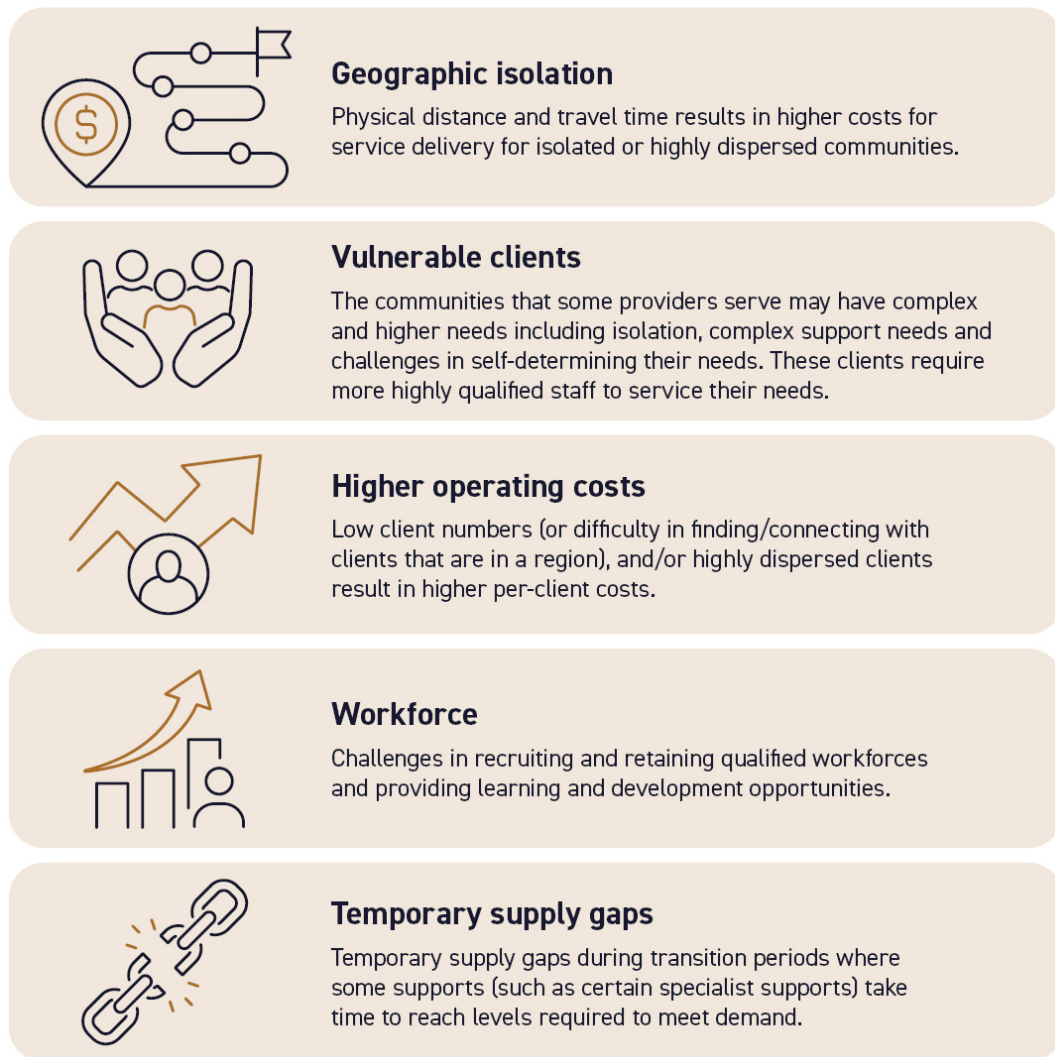 $
Geographic isolation
Physical distance and travel time results in higher costs for
service delivery for isolated or highly dispersed communities.
Vulnerable clients
The communities that some providers serve may have complex
and higher needs including isolation, complex support needs and
challenges in self-determining their needs. These clients require
more highly qualified staff to service their needs.
Higher operating costs
Low client numbers (or difficulty in finding/connecting with
clients that are in a region), and/or highly dispersed clients
result in higher per-client costs.
Workforce
Challenges in recruiting and retaining qualified workforces
and providing learning and development opportunities.
Temporary supply gaps
Temporary supply gaps during transition periods where
some supports (such as certain specialist supports) take
time to reach levels required to meet demand.